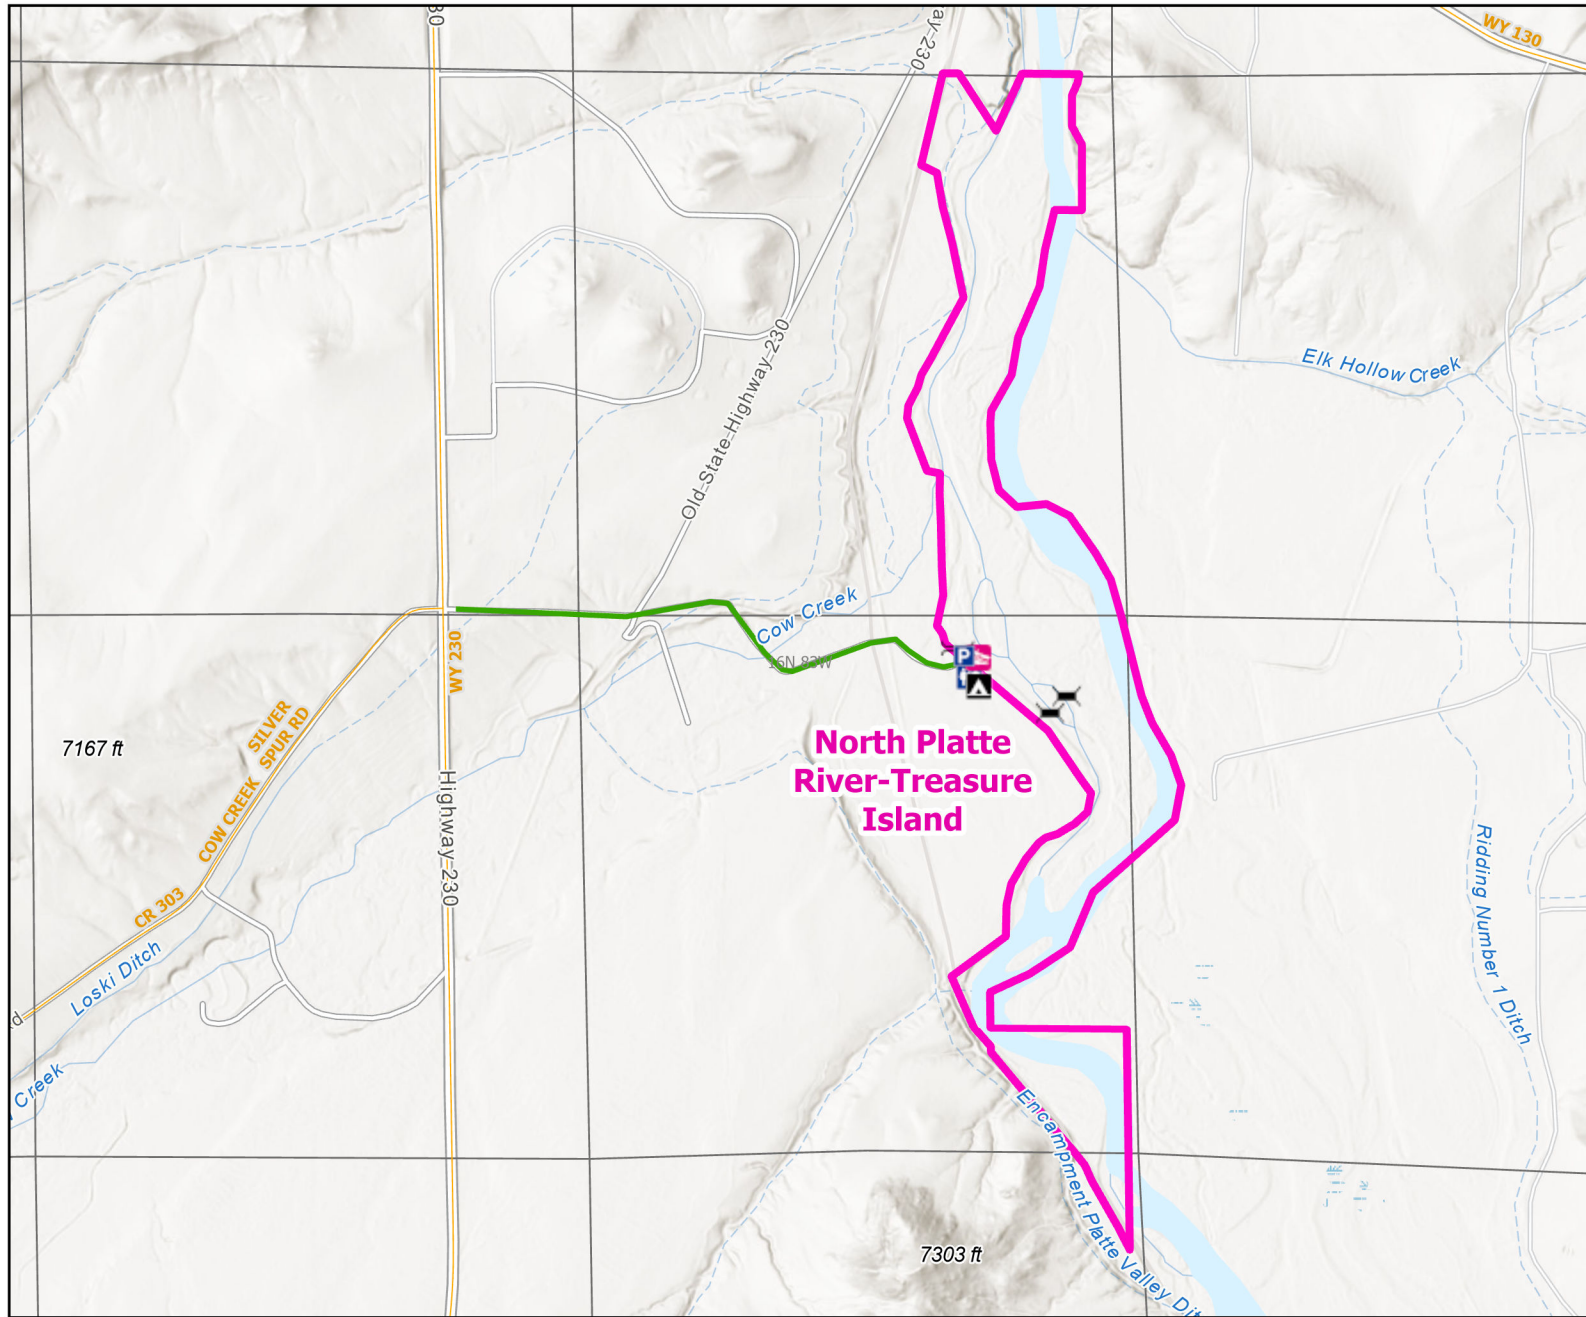 30
ay-230
WY 130
Old-State-Highway-230
Elk Hollow Creek
Cow Creek
16N 83W
P
WY 230
SILVER
SPUR RD
COW CREEK
7167 ft
North Platte
River-Treasure
Island
Highway-230
CR 303
Loski Ditch
Ridding Number 1 Ditch
d
Creek
Encampment Platte Valley Dit
7303 ft